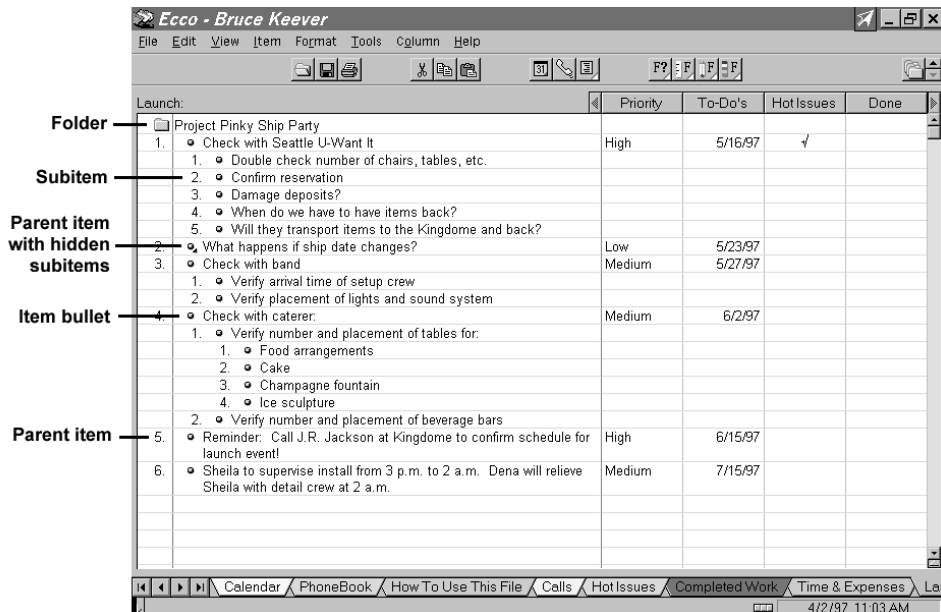 Ecco - Bruce Keever
File Edit View Item Format Tools Column Help
31 F? F F F
Launch: Priority To-Do's Hot Issues Done
Folder Project Pinky Ship Party
1. Check with Seattle U-Want It High 5/16/97 √
1. Double check number of chairs, tables, etc.
Subitem 2. Confirm reservation
3. Damage deposits?
4. When do we have to have items back?
5. Will they transport items to the Kingdome and back?
Parent item
with hidden
subitems
2. What happens if ship date changes? Low 5/23/97
3. Check with band Medium 5/27/97
1. Verify arrival time of setup crew
2. Verify placement of lights and sound system
Item bullet 4. Check with caterer: Medium 6/2/97
1. Verify number and placement of tables for:
1. Food arrangements
2. Cake
3. Champagne fountain
4. Ice sculpture
2. Verify number and placement of beverage bars
Parent item 5. Reminder: Call J.R. Jackson at Kingdome to confirm schedule for High 6/15/97
launch event!
6. Sheila to supervise install from 3 p.m. to 2 a.m. Dena will relieve Medium 7/15/97
Sheila with detail crew at 2 a.m.
Calendar PhoneBook How To Use This File Calls Hot Issues Completed Work Time & Expenses La
4/2/97 11:03 AM